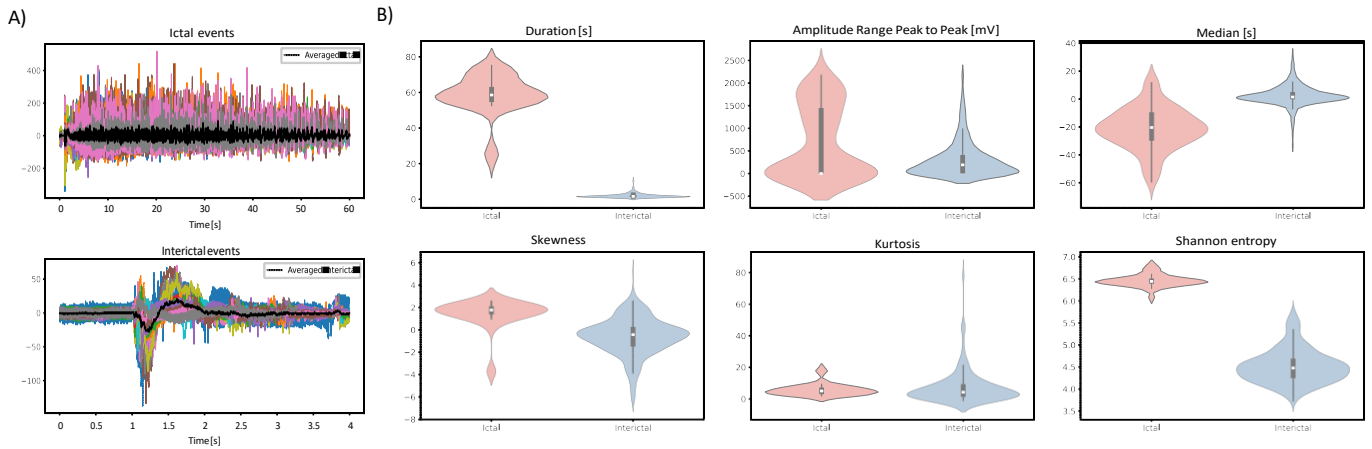 A)
Ictal events
Averaged
400
200
0
−200
0
10
20
30
40
50
60
Time[s]
Interictal events
Averaged
50
0
−50
−100
0
0.5
1
1.5
2
2.5
3
3.5
4
Time[s]
B)
Duration [s]
80
60
40
20
0
Ictal
Interictal
Amplitude Range Peak to Peak [mV]
2500
2000
1500
1000
500
0
−500
Ictal
Interictal
Median [s]
40
20
0
−20
−40
−60
Ictal
Interictal
Skewness
6
4
2
0
−2
−4
−6
−8
Ictal
Interictal
Kurtosis
80
60
40
20
0
Ictal
Interictal
Shannon entropy
7.0
6.5
6.0
5.5
5.0
4.5
4.0
3.5
Ictal
Interictal